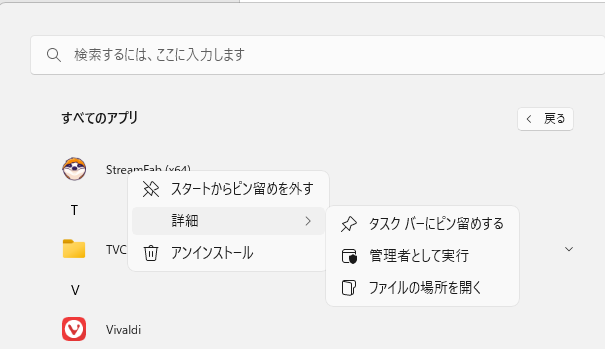 検索するには、ここに入力します
すべてのアプリ
戻る
StreamFab (x64)
スタートからピン留めを外す
T
詳細
タスク バーにピン留めする
TVC
アンインストール
管理者として実行
V
ファイルの場所を開く
Vivaldi